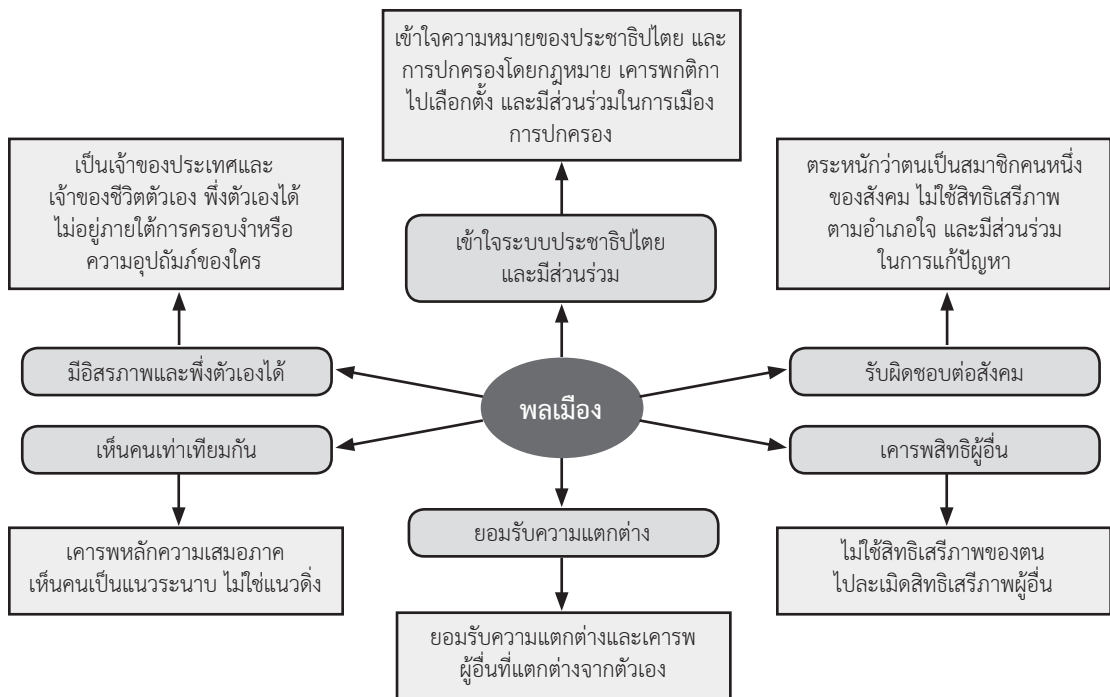 เข้าใจความหมายของประชาธิปไตย และ
การปกครองโดยกฎหมาย เคารพกติกา
ไปเลือกตั้ง และมีส่วนร่วมในการเมือง
การปกครอง
เป็นเจ้าของประเทศและ
เจ้าของชีวิตตัวเอง พึ่งตัวเองได้
ไม่อยู่ภายใต้การครอบงำหรือ
ความอุปถัมภ์ของใคร
ตระหนักว่าตนเป็นสมาชิกคนหนึ่ง
ของสังคม ไม่ใช้สิทธิเสรีภาพ
ตามอำเภอใจ และมีส่วนร่วม
ในการแก้ปัญหา
เข้าใจระบบประชาธิปไตย
และมีส่วนร่วม
มีอิสรภาพและพึ่งตัวเองได้
รับผิดชอบต่อสังคม
พลเมือง
เห็นคนเท่าเทียมกัน
เคารพสิทธิผู้อื่น
ยอมรับความแตกต่าง
เคารพหลักความเสมอภาค
เห็นคนเป็นแนวระนาบ ไม่ใช่แนวดิ่ง
ไม่ใช้สิทธิเสรีภาพของตน
ไปละเมิดสิทธิเสรีภาพผู้อื่น
ยอมรับความแตกต่างและเคารพ
ผู้อื่นที่แตกต่างจากตัวเอง